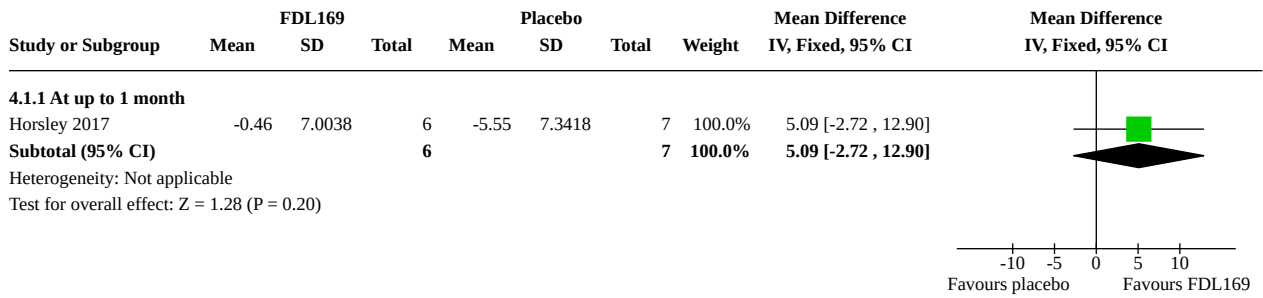 FDL169 Placebo Mean Difference Mean Difference
Study or Subgroup Mean SD Total Mean SD Total Weight IV, Fixed, 95% CI IV, Fixed, 95% CI
4.1.1 At up to 1 month
Horsley 2017 -0.46 7.0038 6 -5.55 7.3418 7 100.0% 5.09 [-2.72 , 12.90]
Subtotal (95% CI) 6 7 100.0% 5.09 [-2.72 , 12.90]
Heterogeneity: Not applicable
Test for overall effect: Z = 1.28 (P = 0.20)
-10 -5 0 5 10
Favours placebo Favours FDL169